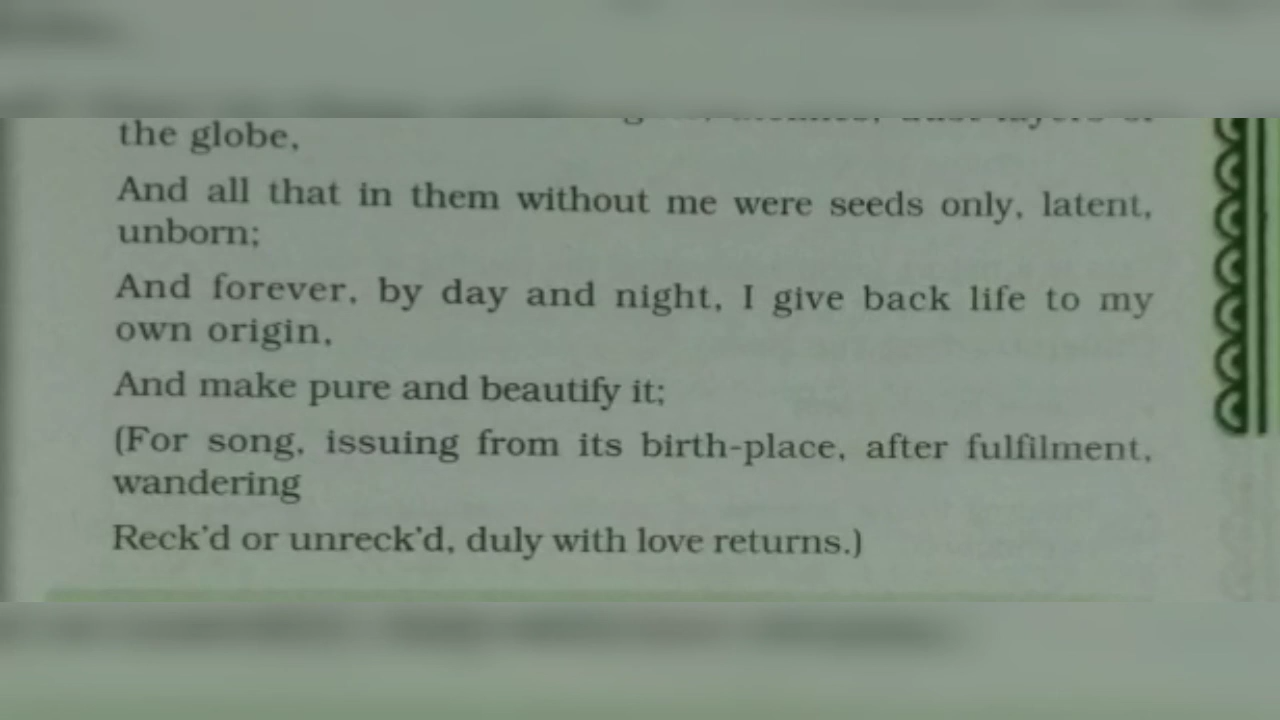 the globe,
And all that in them without me were seeds only, latent,
unborn;
And forever, by day and night, I give back life to my
own origin,
And make pure and beautify it;
(For song, issuing from its birth-place, after fulfilment,
wandering
Reck'd or unreck'd, duly with love returns.)